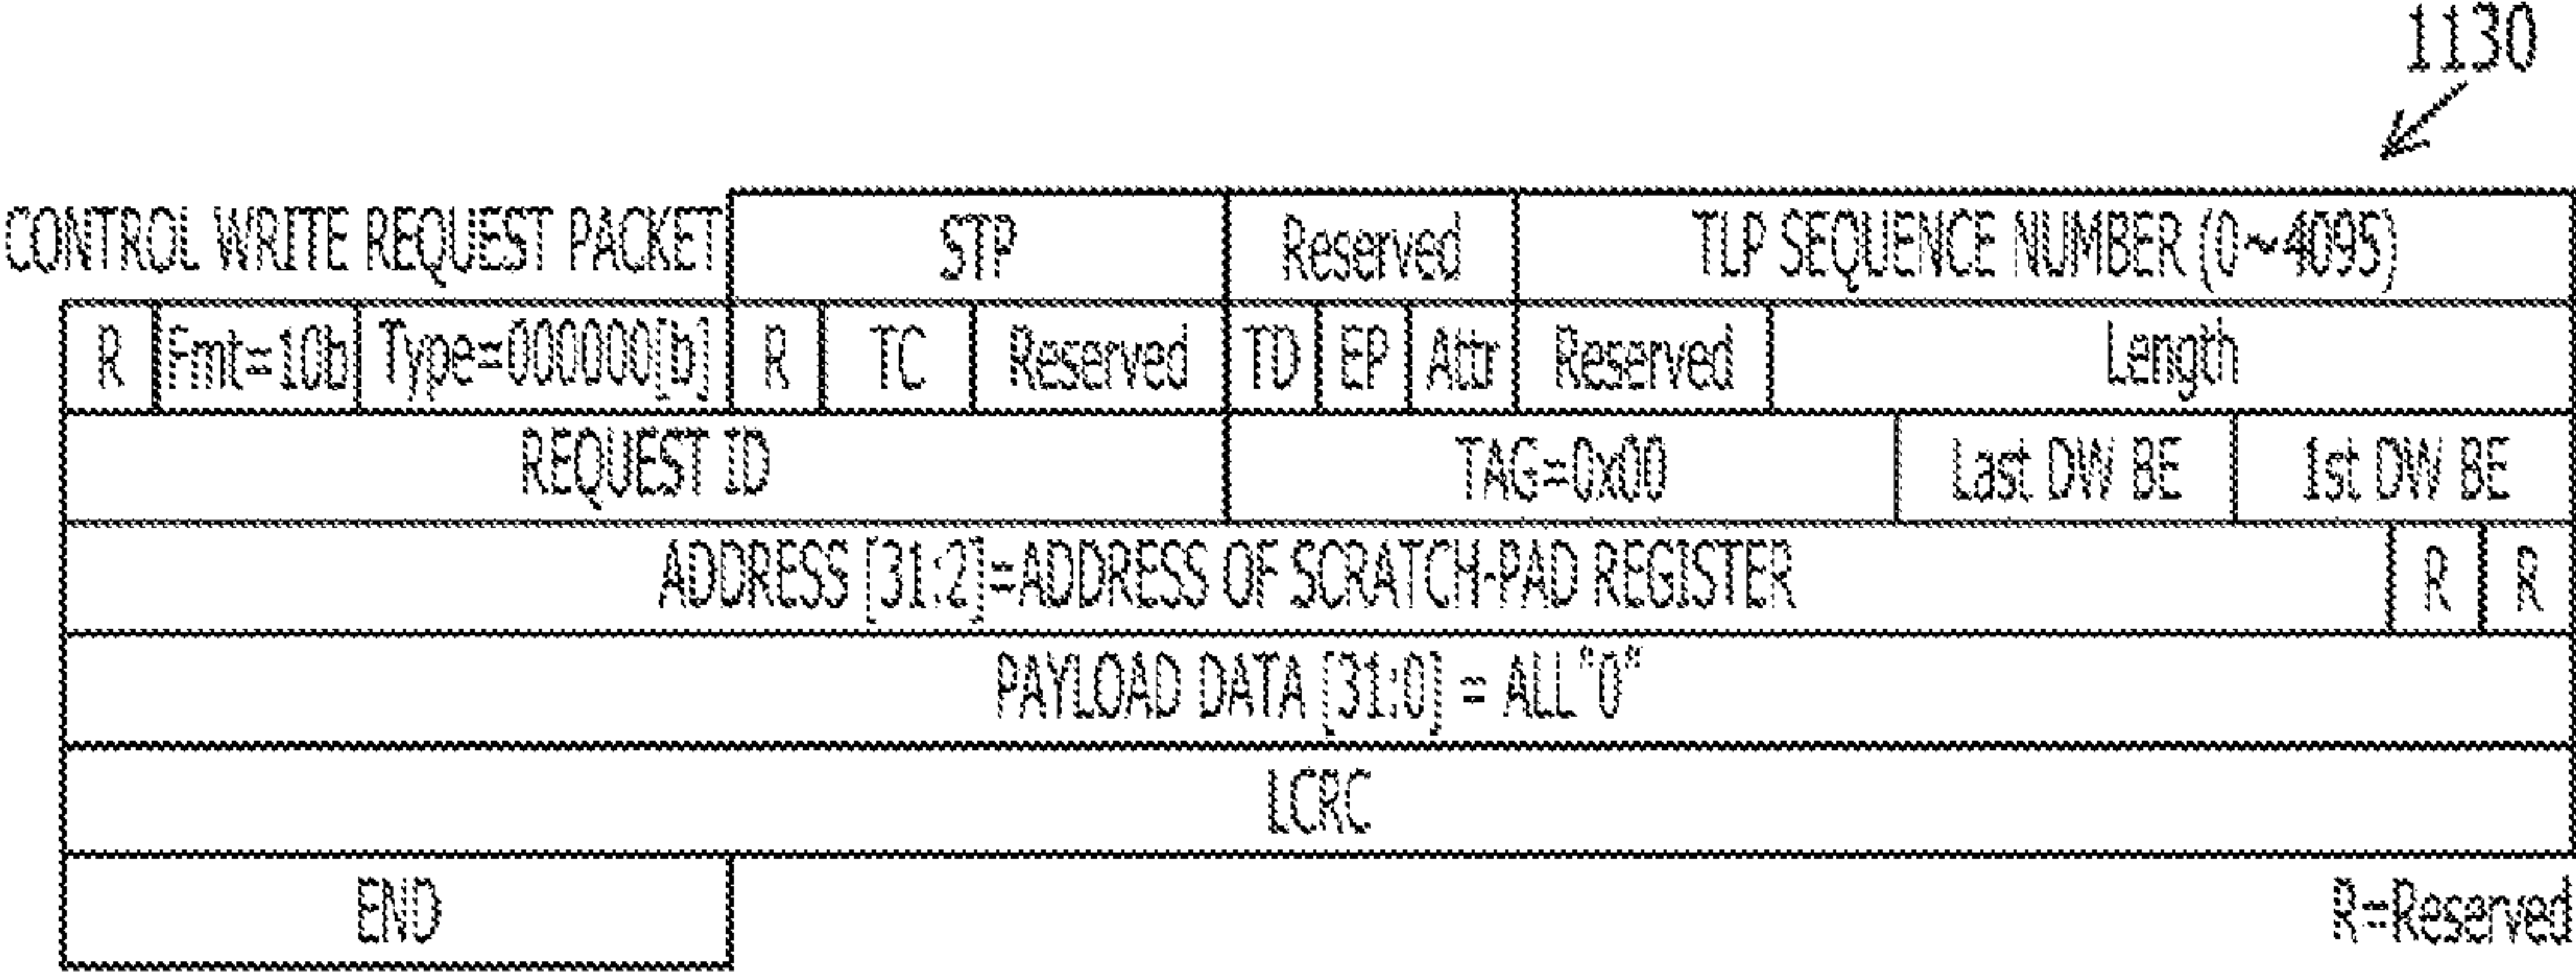 1130
CONTROL WRITE REQUEST PACKET STP Reserved TLP SEQUENCE NUMBER (0~4095)
R Fmt=10b Type=000000[b] R TC Reserved TD EP Attr Reserved Length
REQUEST ID TAG=0x00 Last DW BE 1st DW BE
ADDRESS [31:2]=ADDRESS OF SCRATCH-PAD REGISTER R R
PAYLOAD DATA [31:0] = ALL"0"
LCRC
END
R=Reserved